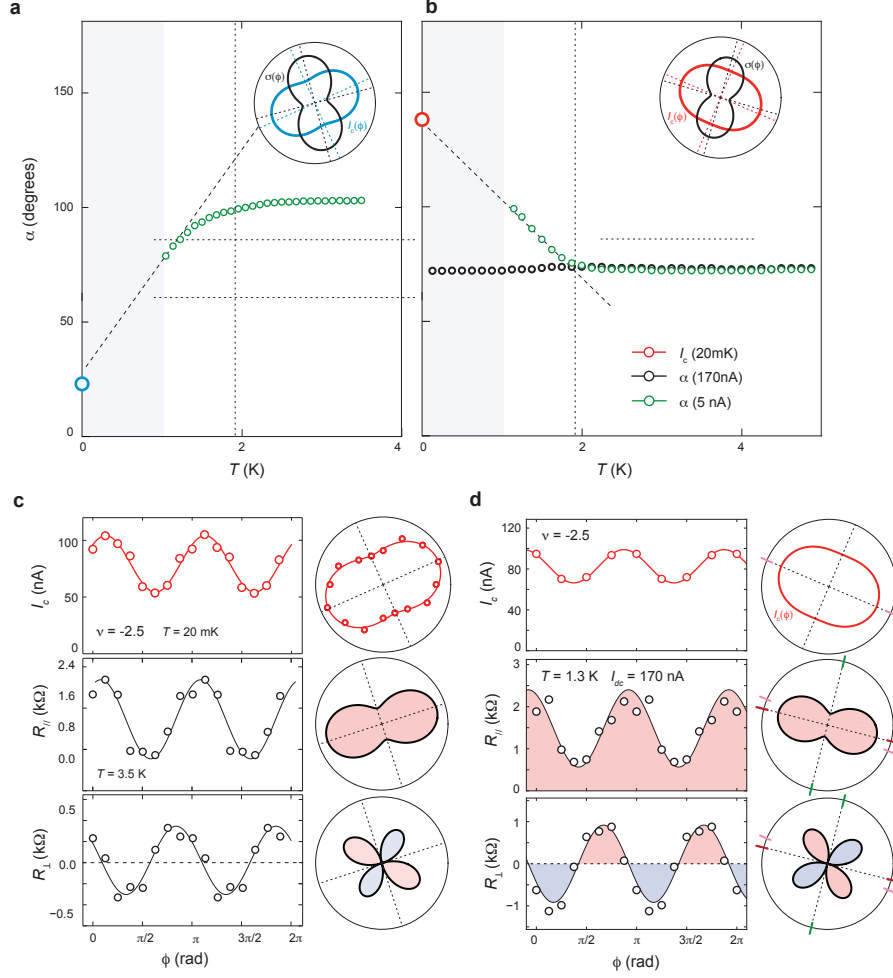 a
b
α (degrees)
150
100
50
0
σ(ϕ)
I_c(ϕ)
σ(ϕ)
I_c(ϕ)
I_c (20mK)
α (170nA)
α (5 nA)
0
2
4
T (K)
0
2
4
T (K)
c
d
I_c (nA)
100
50
0
ν = -2.5
T = 20 mK
R_// (kΩ)
2.4
1.6
0.8
0.0
T = 3.5 K
R_⊥ (kΩ)
0.5
0.0
−0.5
0
π/2
π
3π/2
2π
ϕ (rad)
I_c (nA)
120
80
40
0
ν = -2.5
I_c(ϕ)
R_// (kΩ)
3
2
1
0
T = 1.3 K I_dc = 170 nA
R_⊥ (kΩ)
1
0
−1
0
π/2
π
3π/2
2π
ϕ (rad)